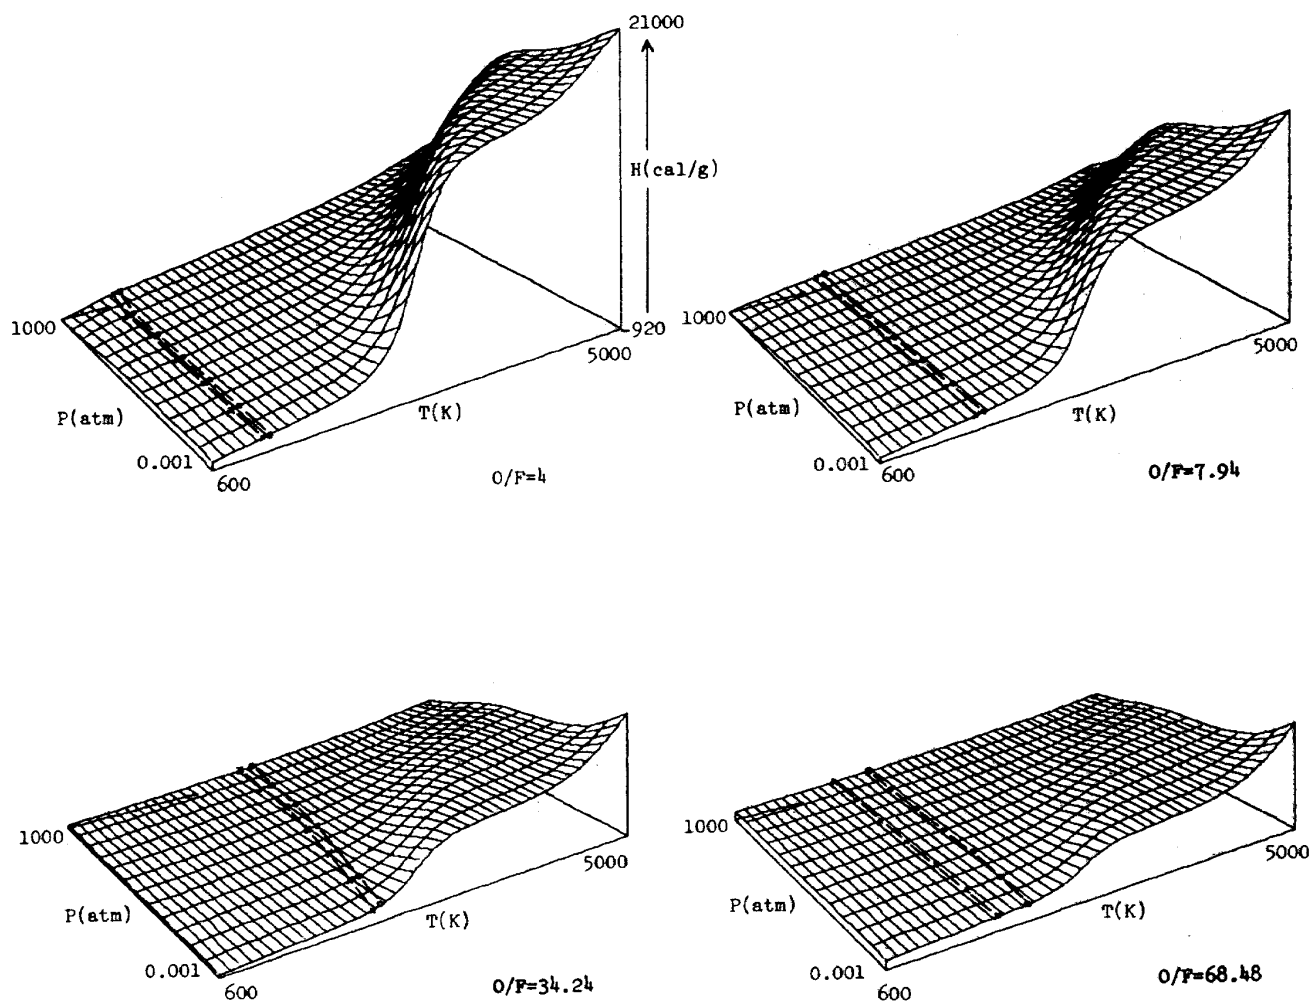 21000
H(cal/g)
1000
-920
5000
P(atm)
T(K)
0.001
600
O/F=4
1000
5000
P(atm)
T(K)
0.001
600
O/F=7.94
1000
5000
P(atm)
T(K)
0.001
600
O/F=34.24
1000
5000
P(atm)
T(K)
0.001
600
O/F=68.48